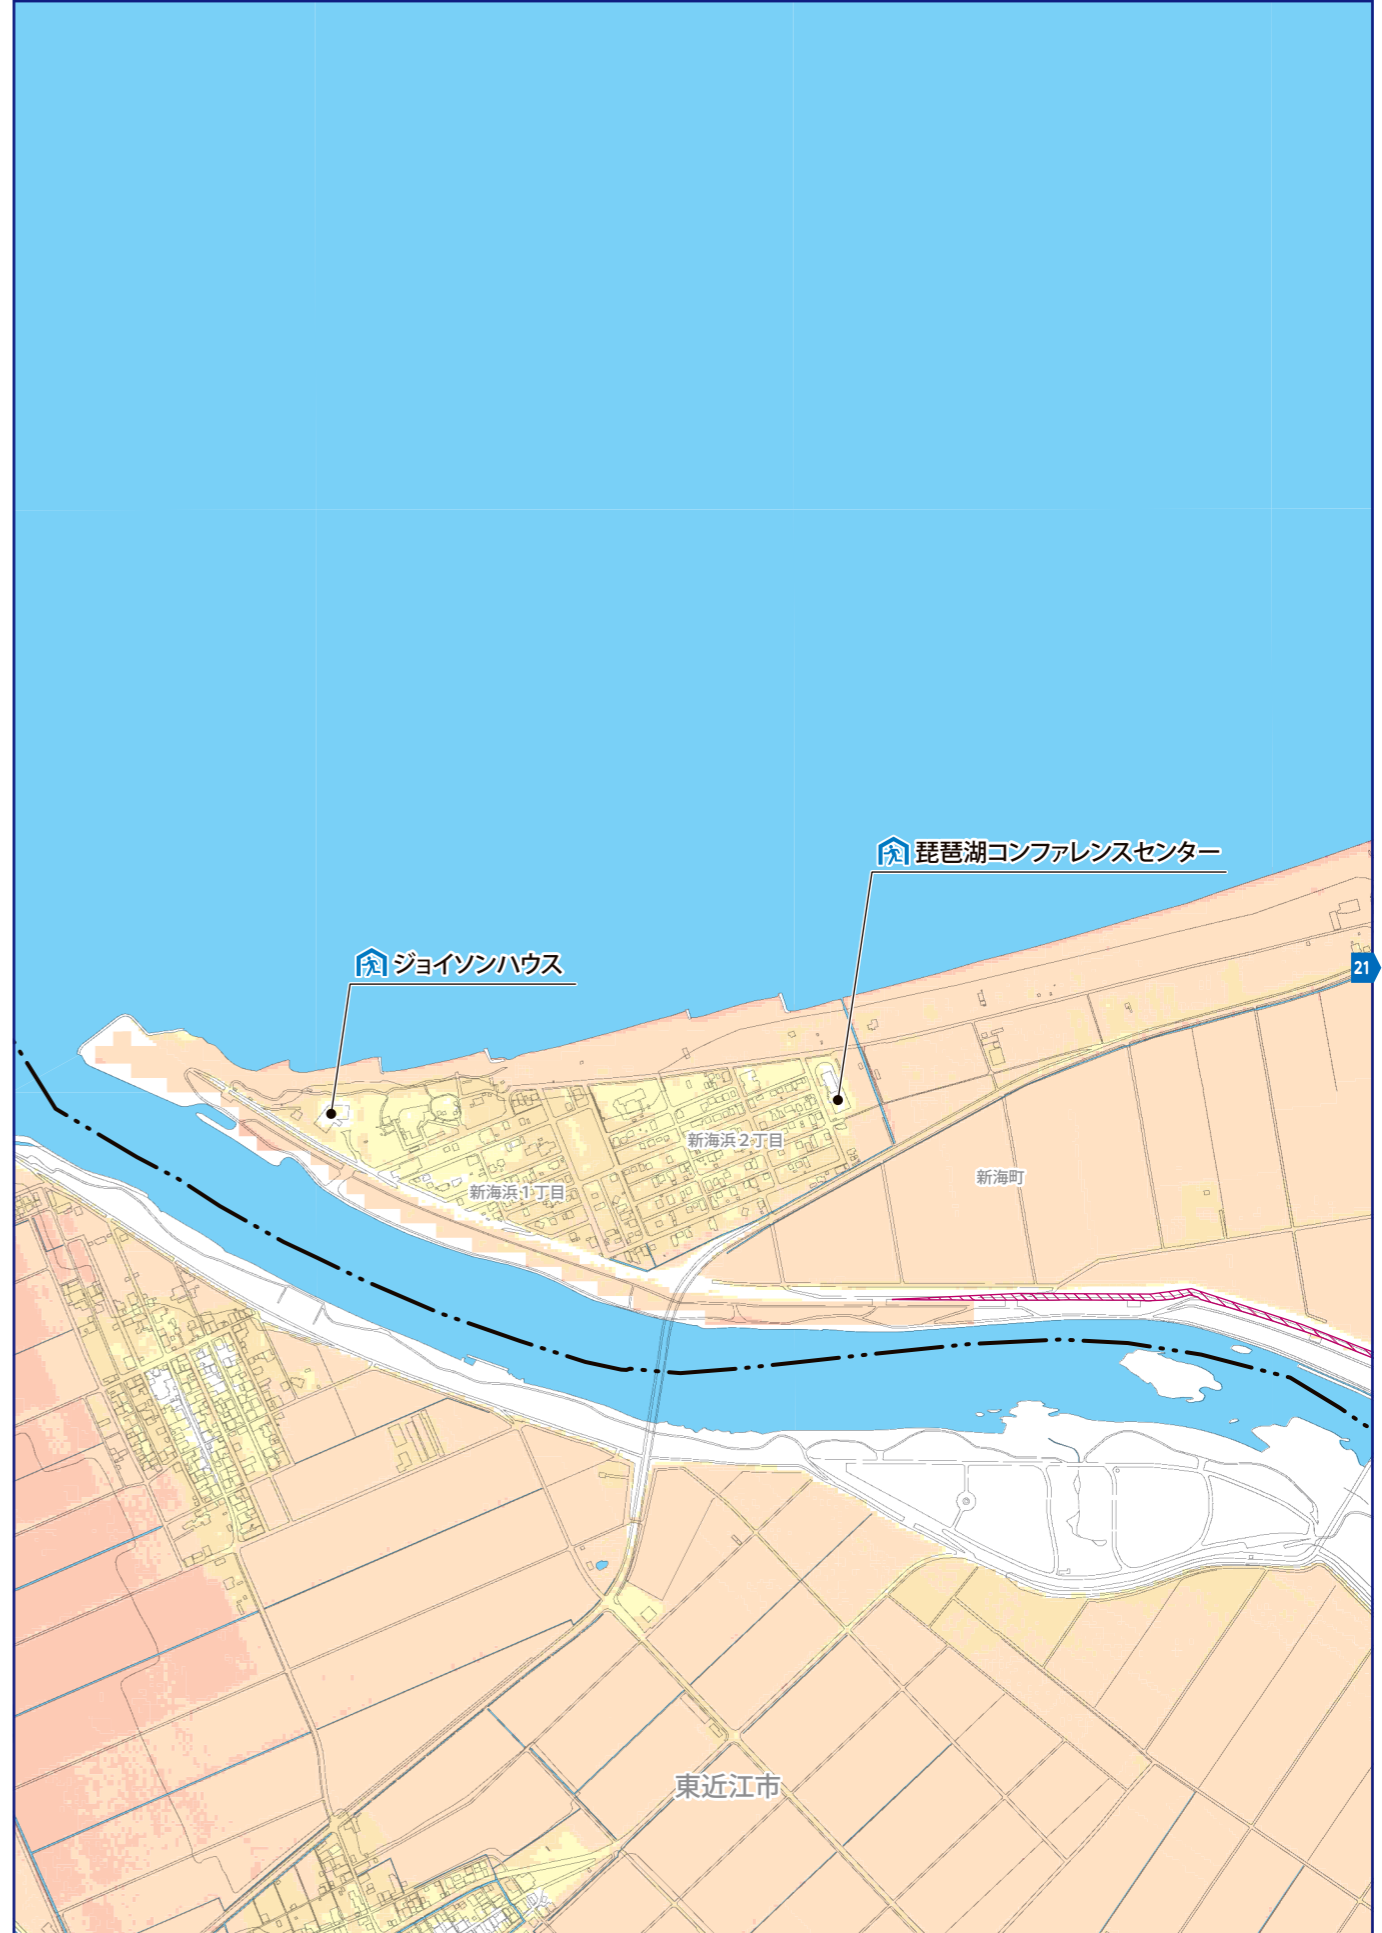 琵琶湖コンファレンスセンター
ジョイソンハウス
21
新海浜2丁目
新海町
新海浜1丁目
東近江市